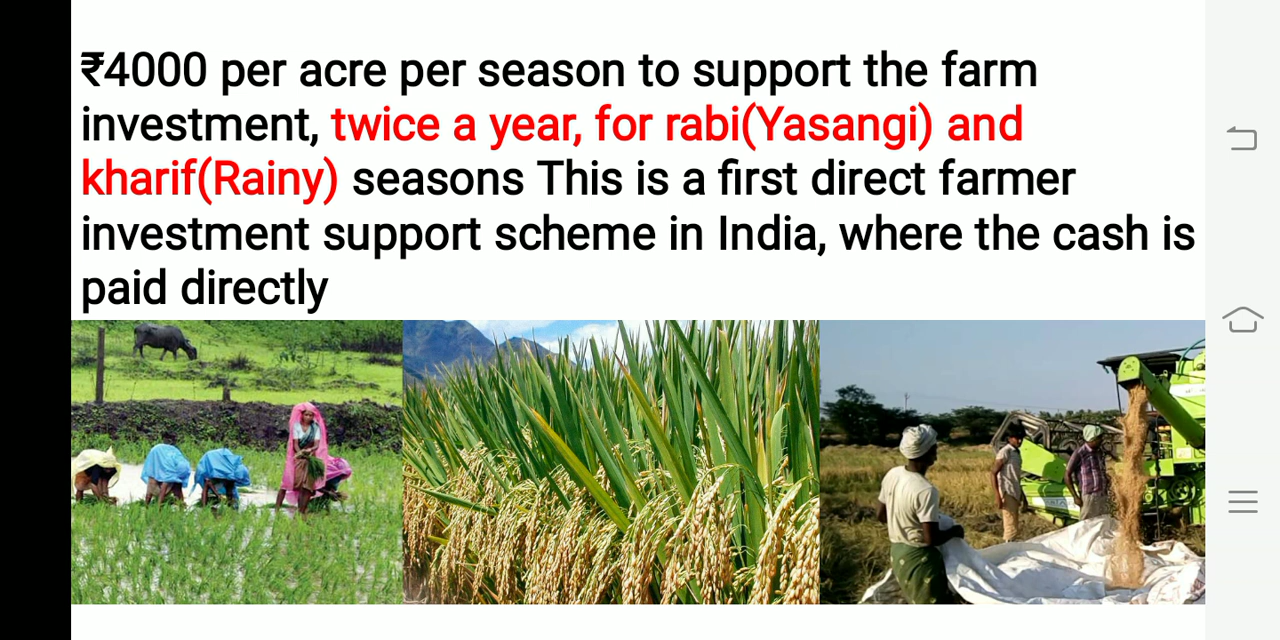 ₹4000 per acre per season to support the farm
investment, twice a year, for rabi(Yasangi) and
kharif(Rainy) seasons This is a first direct farmer
investment support scheme in India, where the cash is
paid directly